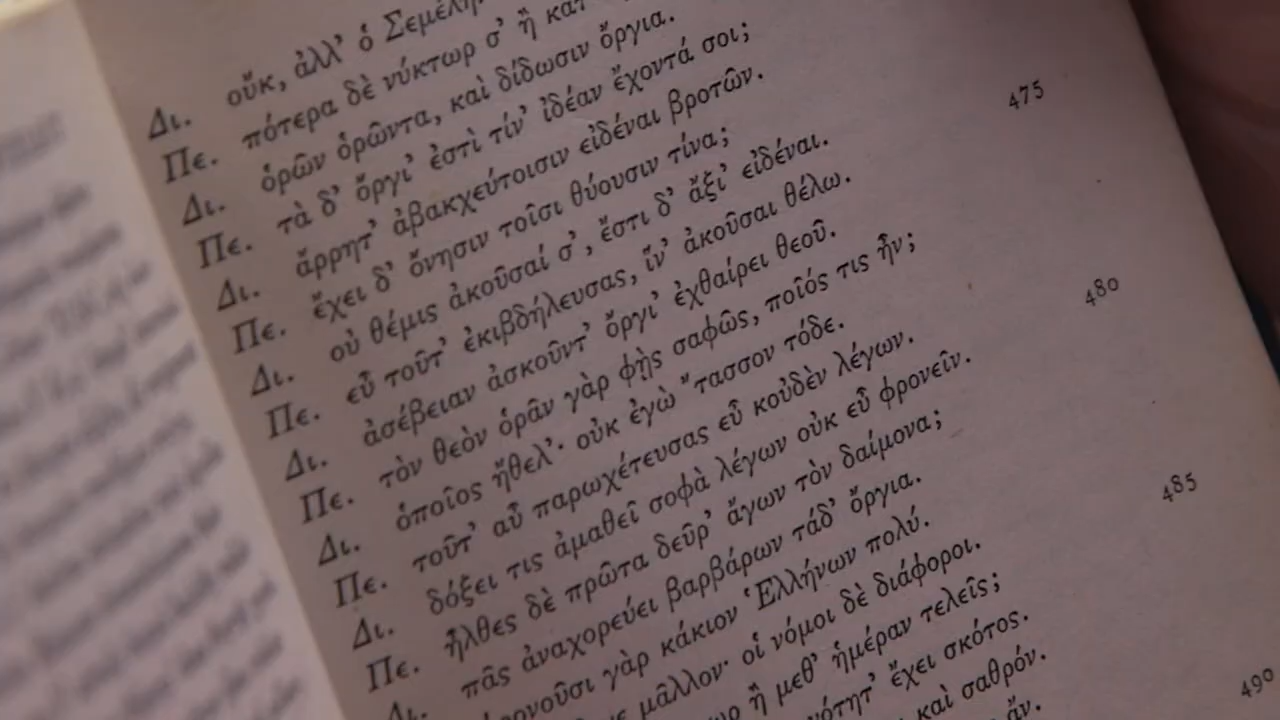 οὔκ, ἀλλ' ὁ Σεμέλη
Δι. πότερα δὲ νύκτωρ σ' ἢ κατ
Πε. ὁρῶν ὁρῶντα, καὶ δίδωσιν ὄργια.
Δι. τὰ δ' ὄργι' ἐστὶ τίν' ἰδέαν ἔχοντά σοι;
Πε. ἄρρητ' ἀβακχεύτοισιν εἰδέναι βροτῶν.
Δι. ἔχει δ' ὄνησιν τοῖσι θύουσιν τίνα;
Πε. οὐ θέμις ἀκοῦσαί σ', ἔστι δ' ἄξι' εἰδέναι. 475
Δι. εὖ τοῦτ' ἐκιβδήλευσας, ἵν' ἀκοῦσαι θέλω.
Πε. ἀσέβειαν ἀσκοῦντ' ὄργι' ἐχθαίρει θεοῦ.
Δι. τὸν θεὸν ὁρᾶν γὰρ φῂς σαφῶς, ποῖός τις ἦν;
Πε. ὁποῖος ἤθελ'· οὐκ ἐγὼ "τασσον τόδε.
Δι. τοῦτ' αὖ παρωχέτευσας εὖ κοὐδὲν λέγων. 480
Πε. δόξει τις ἀμαθεῖ σοφὰ λέγων οὐκ εὖ φρονεῖν.
Δι. ἦλθες δὲ πρῶτα δεῦρ' ἄγων τὸν δαίμονα;
Πε. πᾶς ἀναχορεύει βαρβάρων τάδ' ὄργια.
Δι. ρονοῦσι γὰρ κάκιον Ἑλλήνων πολύ.
μᾶλλον· οἱ νόμοι δὲ διάφοροι. 485
ἢ μεθ' ἡμέραν τελεῖς;
νότητ' ἔχει σκότος.
καὶ σαθρόν.
ἄν. 490